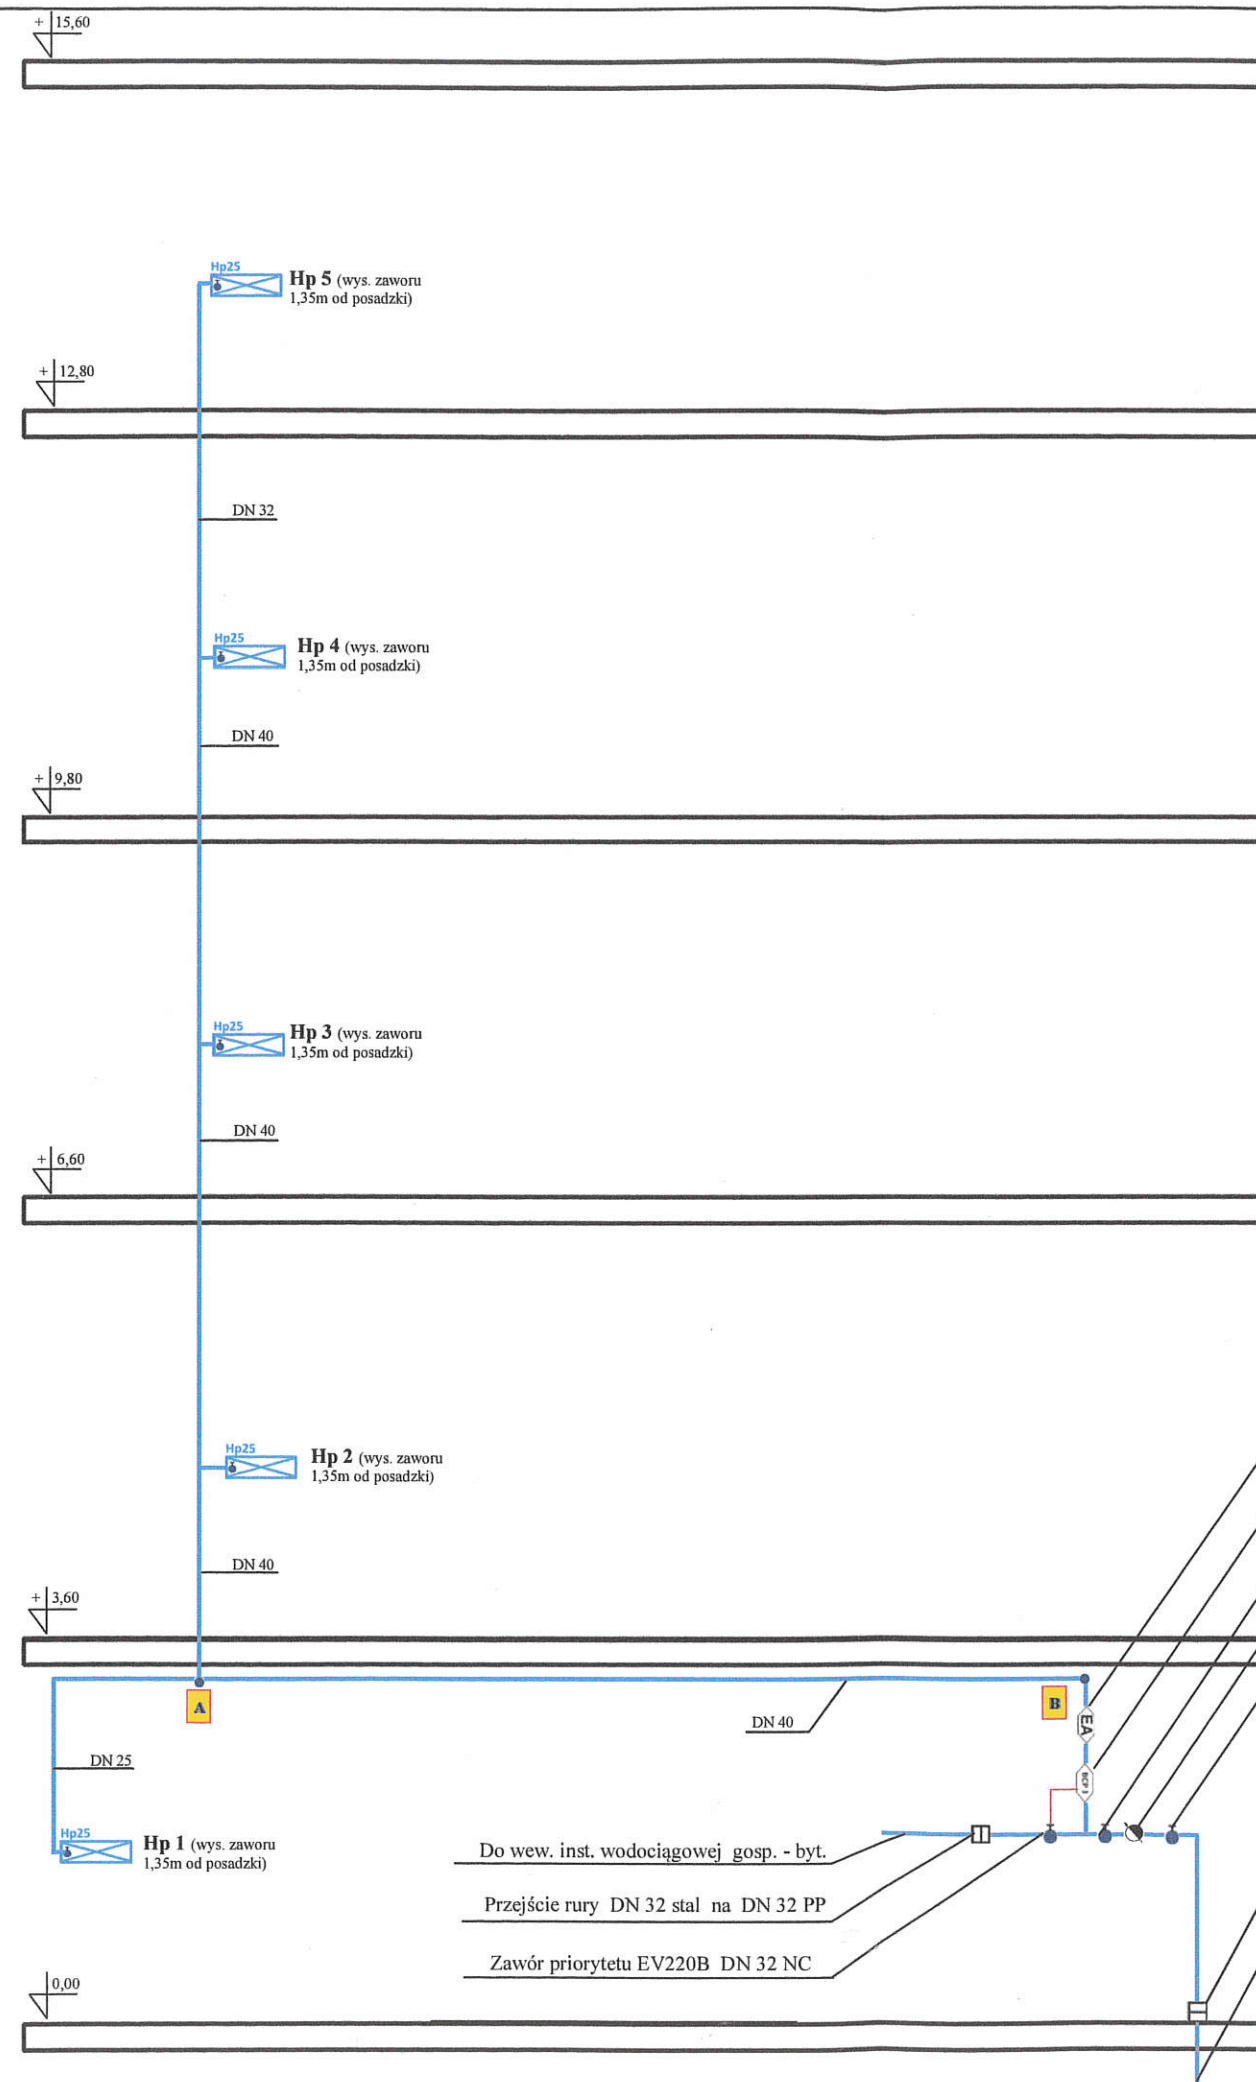 + 15,60
Hp25
Hp 5 (wys. zaworu
1,35m od posadzki)
+ 12,80
DN 32
Hp25
Hp 4 (wys. zaworu
1,35m od posadzki)
DN 40
+ 9,80
Hp25
Hp 3 (wys. zaworu
1,35m od posadzki)
DN 40
+ 6,60
Hp25
Hp 2 (wys. zaworu
1,35m od posadzki)
DN 40
+ 3,60
A
B
EA
DN 40
DN 25
BCP 1
Hp25
Hp 1 (wys. zaworu
1,35m od posadzki)
Do wew. inst. wodociągowej gosp. - byt.
Przejście rury DN 32 stal na DN 32 PP
Zawór priorytetu EV220B DN 32 NC
0,00